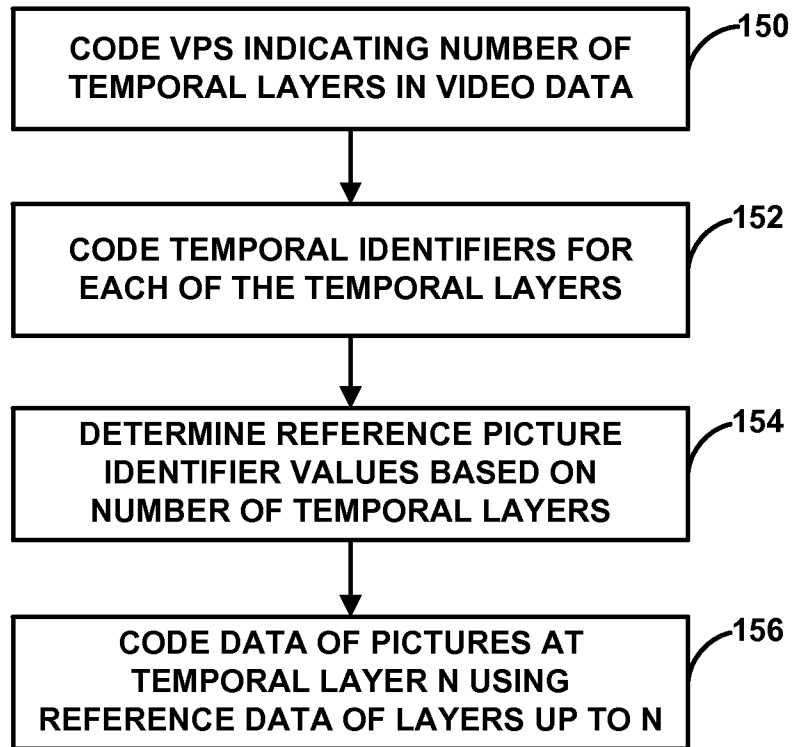 CODE VPS INDICATING NUMBER OF
TEMPORAL LAYERS IN VIDEO DATA
150
CODE TEMPORAL IDENTIFIERS FOR
EACH OF THE TEMPORAL LAYERS
152
DETERMINE REFERENCE PICTURE
IDENTIFIER VALUES BASED ON
NUMBER OF TEMPORAL LAYERS
154
CODE DATA OF PICTURES AT
TEMPORAL LAYER N USING
REFERENCE DATA OF LAYERS UP TO N
156